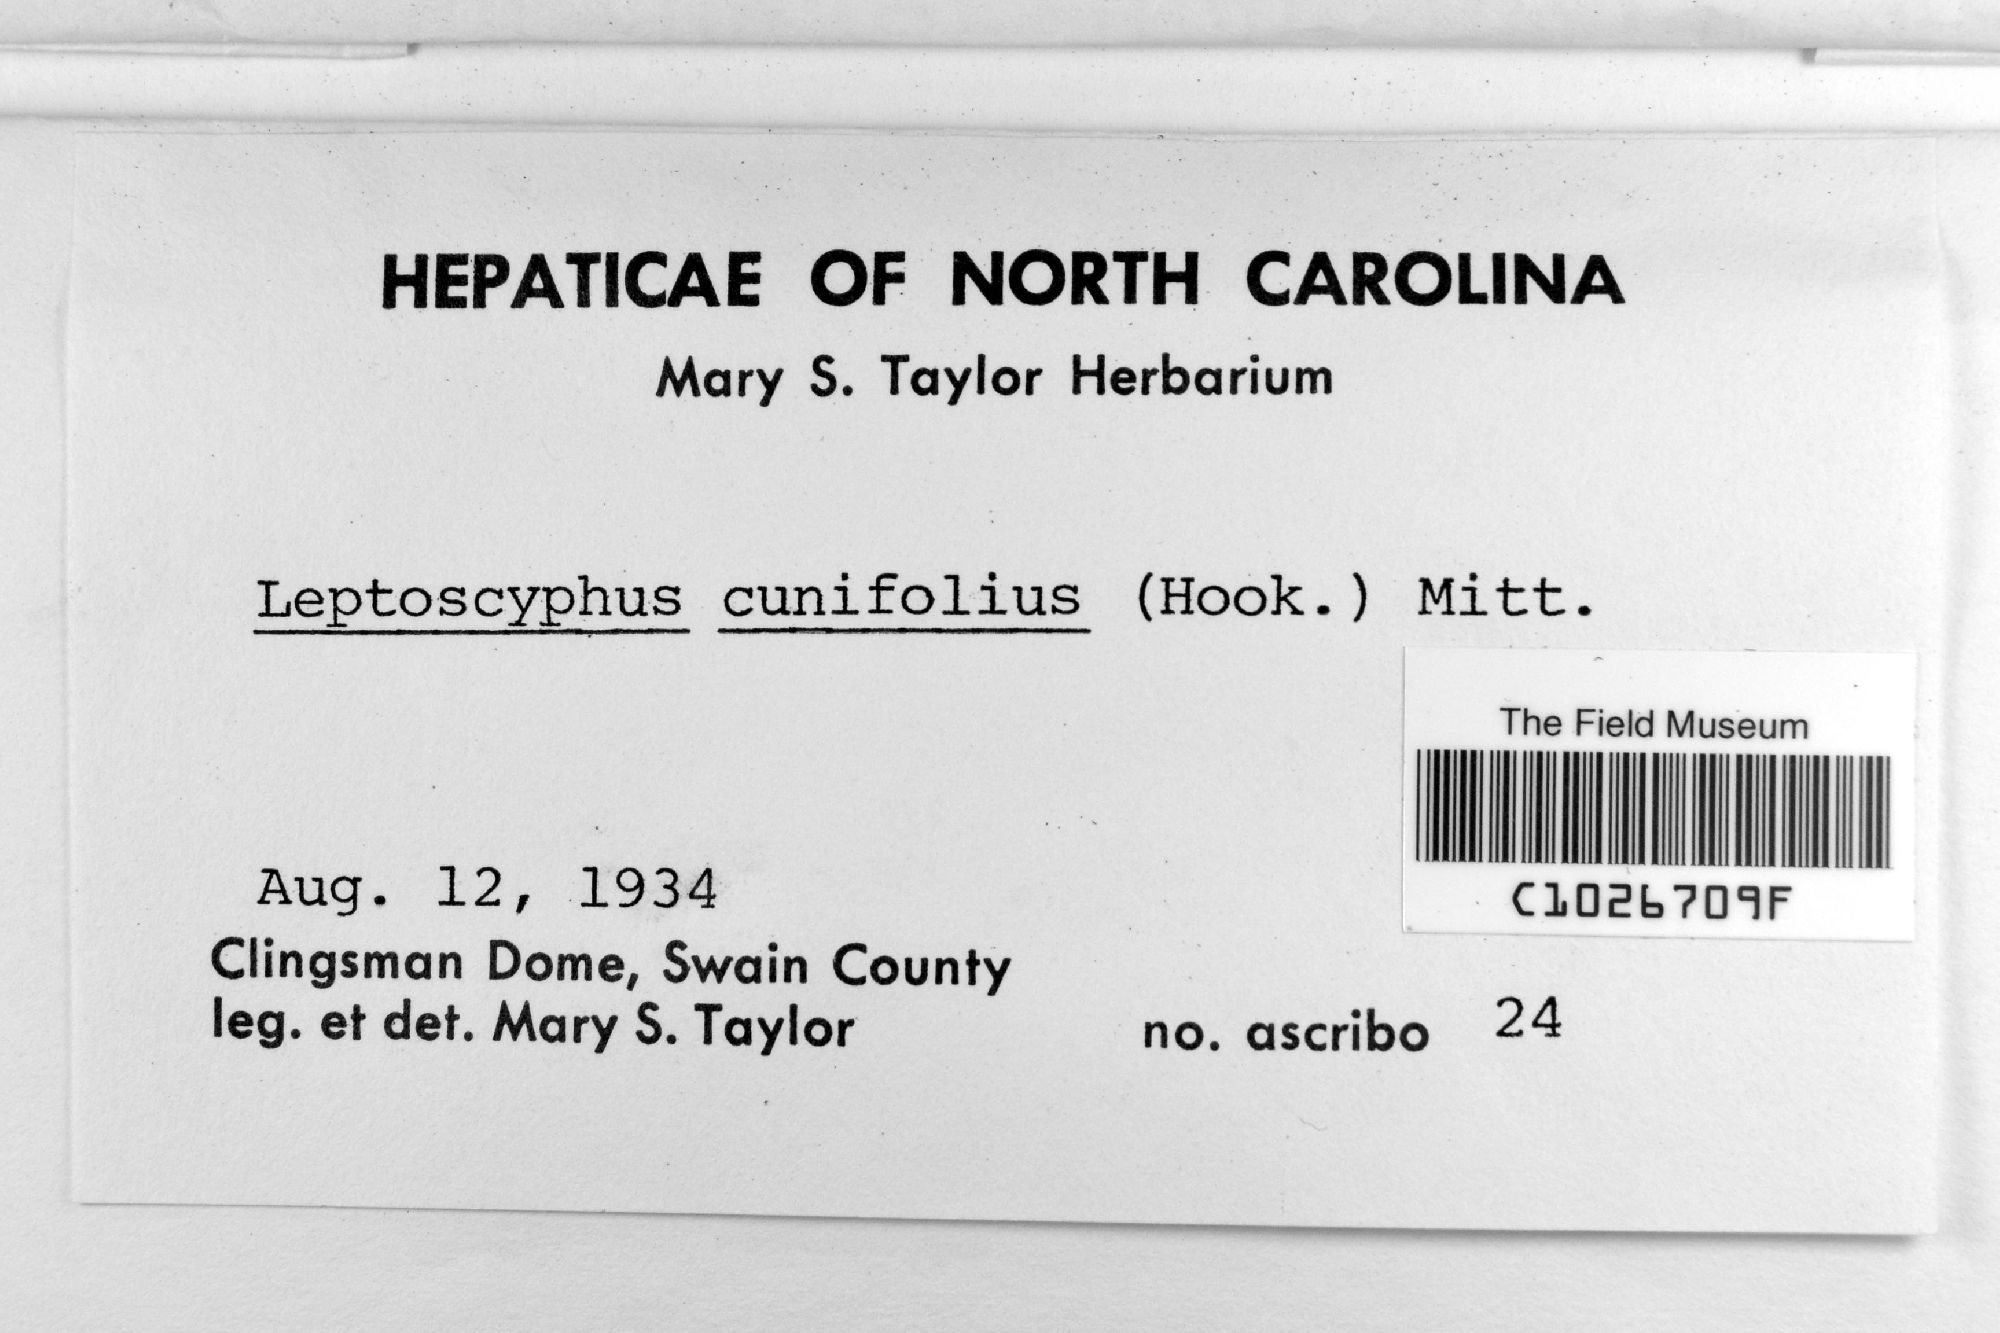 HEPATICAE OF NORTH CAROLINA
Mary S. Taylor Herbarium
Leptoscyphus cunifolius (Hook.) Mitt.
The Field Museum
C1026709F
Aug. 12, 1934
Clingsman Dome, Swain County
leg. et det. Mary S. Taylor
no. ascribo 24